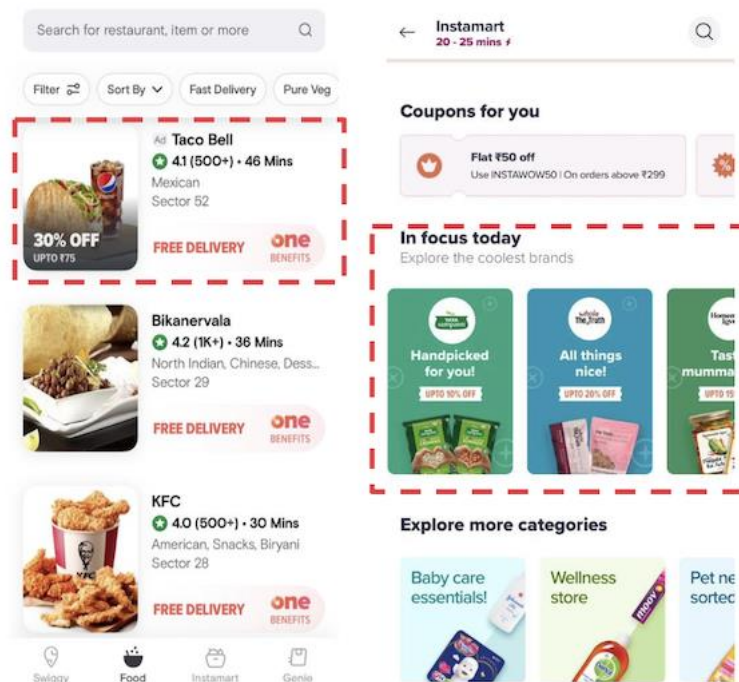 Search for restaurant, item or more
Filter
Sort By
Fast Delivery
Pure Veg
Ad Taco Bell
4.1 (500+) • 46 Mins
Mexican
Sector 52
30% OFF
UPTO ₹75
FREE DELIVERY
one
BENEFITS
Bikanervala
4.2 (1K+) • 36 Mins
North Indian, Chinese, Dess...
Sector 29
FREE DELIVERY
one
BENEFITS
KFC
4.0 (500+) • 30 Mins
American, Snacks, Biryani
Sector 28
KFC
FREE DELIVERY
one
BENEFITS
Swiggy
Food
Instamart
Genie
Instamart
20 - 25 mins
Coupons for you
Flat ₹50 off
Use INSTAWOW50 | On orders above ₹299
In focus today
Explore the coolest brands
Handpicked
for you!
UPTO 10% OFF
The Whole Truth
All things
nice!
UPTO 20% OFF
Tast
mumma
UPTO 15
Explore more categories
Baby care
essentials!
Wellness
store
moov
Pet ne
sorted